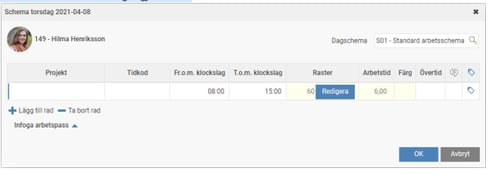 Schema torsdag 2021-04-08
149 - Hilma Henriksson
Dagschema S01 - Standard arbetsschema
Projekt Tidkod Fr.o.m. klockslag T.o.m. klockslag Raster Arbetstid Färg Övertid
08:00 15:00 60 Redigera 6,00
Lägg till rad Ta bort rad
Infoga arbetspass
OK Avbryt